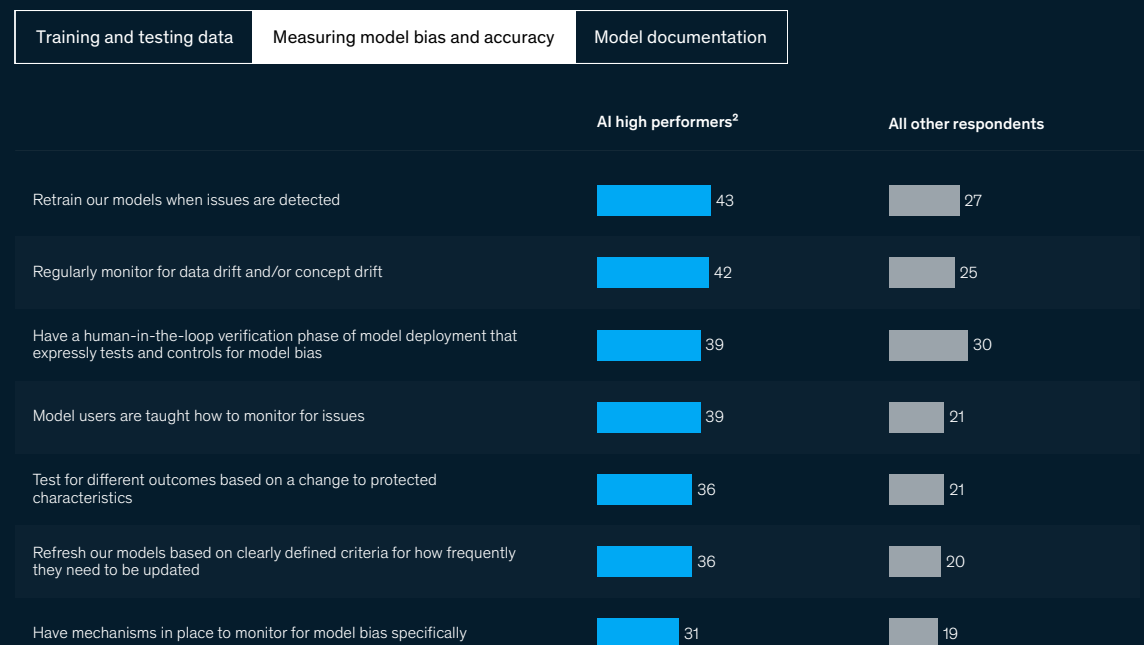 Training and testing data
Measuring model bias and accuracy
Model documentation
AI high performers²
All other respondents
Retrain our models when issues are detected
43
27
Regularly monitor for data drift and/or concept drift
42
25
Have a human-in-the-loop verification phase of model deployment that
expressly tests and controls for model bias
39
30
Model users are taught how to monitor for issues
39
21
Test for different outcomes based on a change to protected
characteristics
36
21
Refresh our models based on clearly defined criteria for how frequently
they need to be updated
36
20
Have mechanisms in place to monitor for model bias specifically
31
19